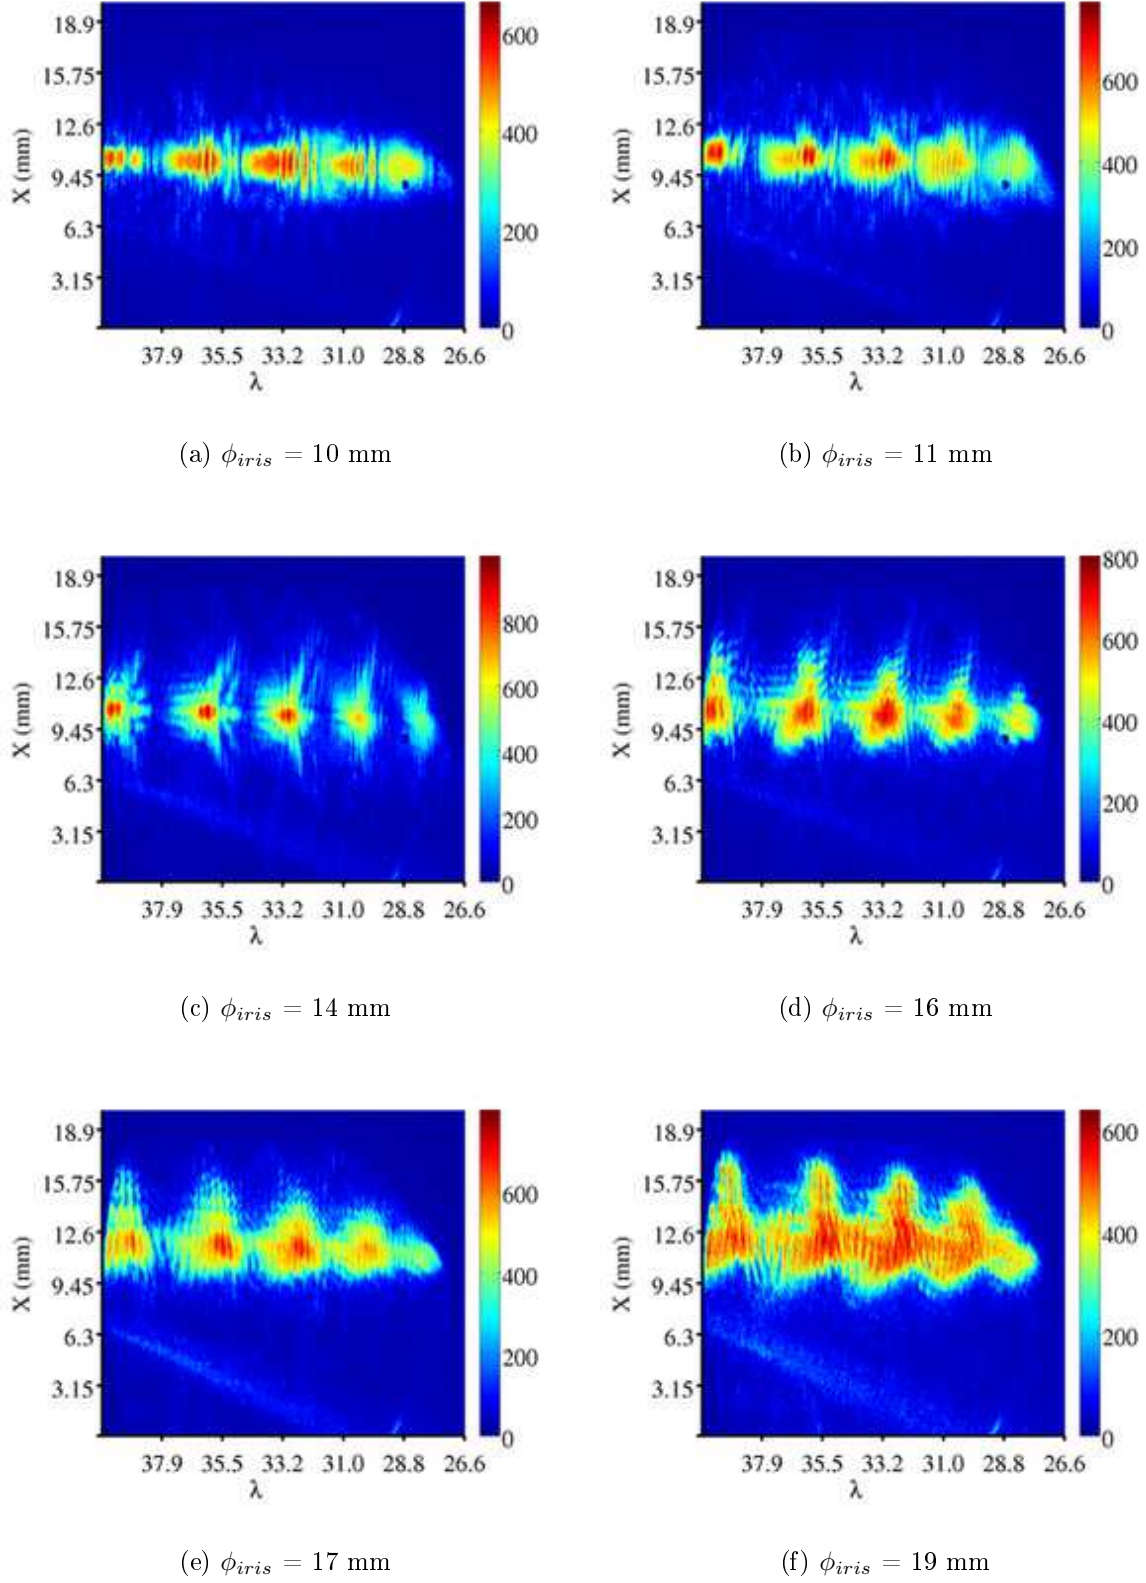 18.9
15.75
12.6
9.45
6.3
3.15
X (mm)
37.9 35.5 33.2 31.0 28.8 26.6
λ
600
400
200
0
(a) ϕiris = 10 mm
18.9
15.75
12.6
9.45
6.3
3.15
X (mm)
37.9 35.5 33.2 31.0 28.8 26.6
λ
600
400
200
0
(b) ϕiris = 11 mm
18.9
15.75
12.6
9.45
6.3
3.15
X (mm)
37.9 35.5 33.2 31.0 28.8 26.6
λ
800
600
400
200
0
(c) ϕiris = 14 mm
18.9
15.75
12.6
9.45
6.3
3.15
X (mm)
37.9 35.5 33.2 31.0 28.8 26.6
λ
800
600
400
200
0
(d) ϕiris = 16 mm
18.9
15.75
12.6
9.45
6.3
3.15
X (mm)
37.9 35.5 33.2 31.0 28.8 26.6
λ
600
400
200
0
(e) ϕiris = 17 mm
18.9
15.75
12.6
9.45
6.3
3.15
X (mm)
37.9 35.5 33.2 31.0 28.8 26.6
λ
600
400
200
0
(f) ϕiris = 19 mm